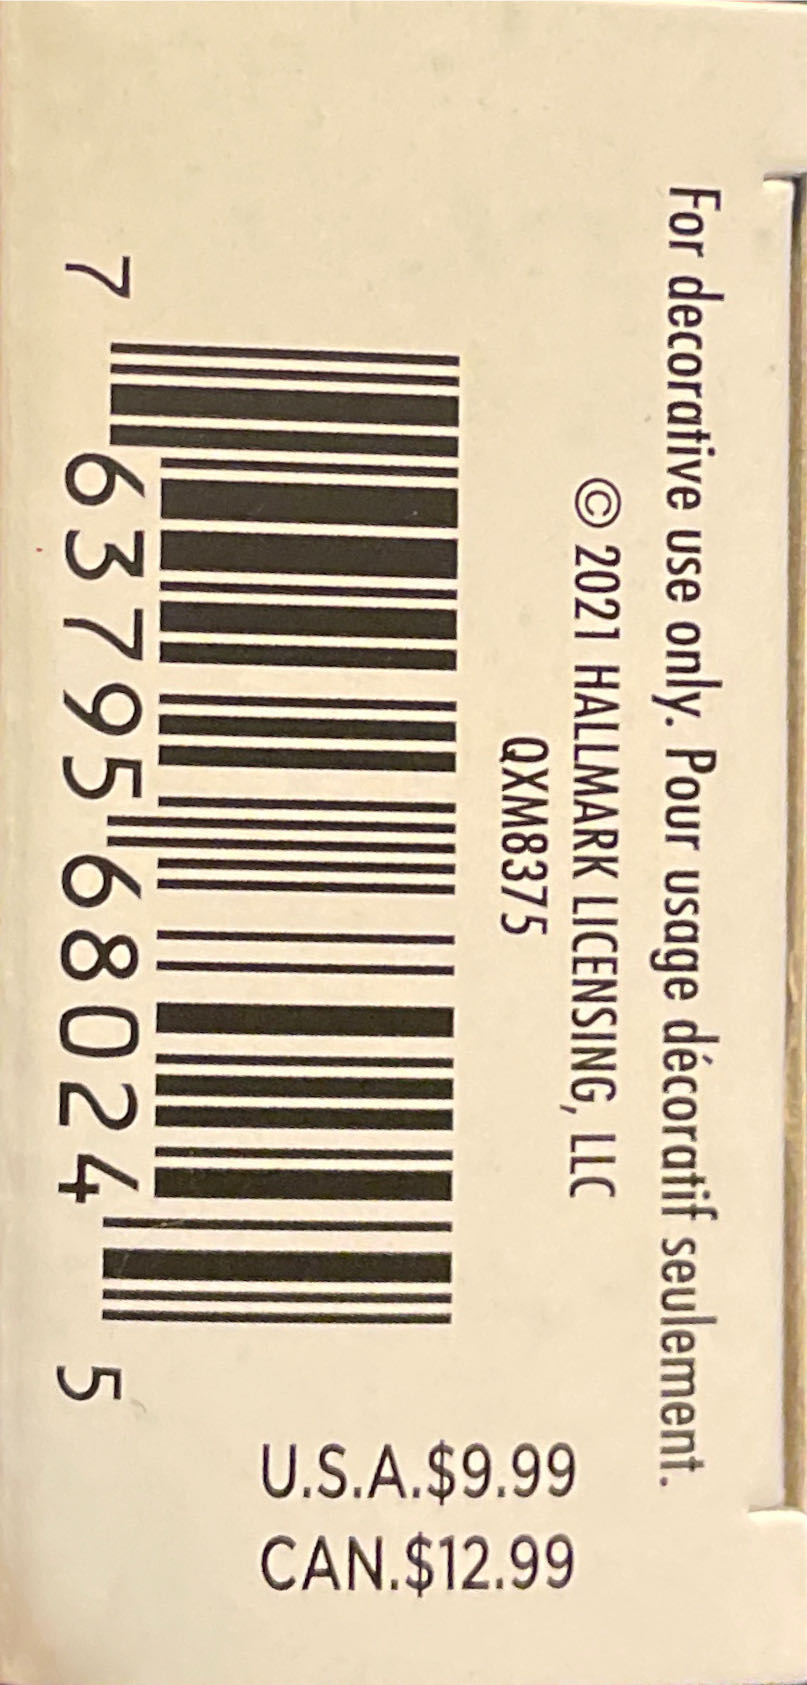 For decorative use only. Pour usage décoratif seulement.
© 2021 HALLMARK LICENSING, LLC
QXM8375
7 63795 68024 5
U.S.A.$9.99
CAN.$12.99